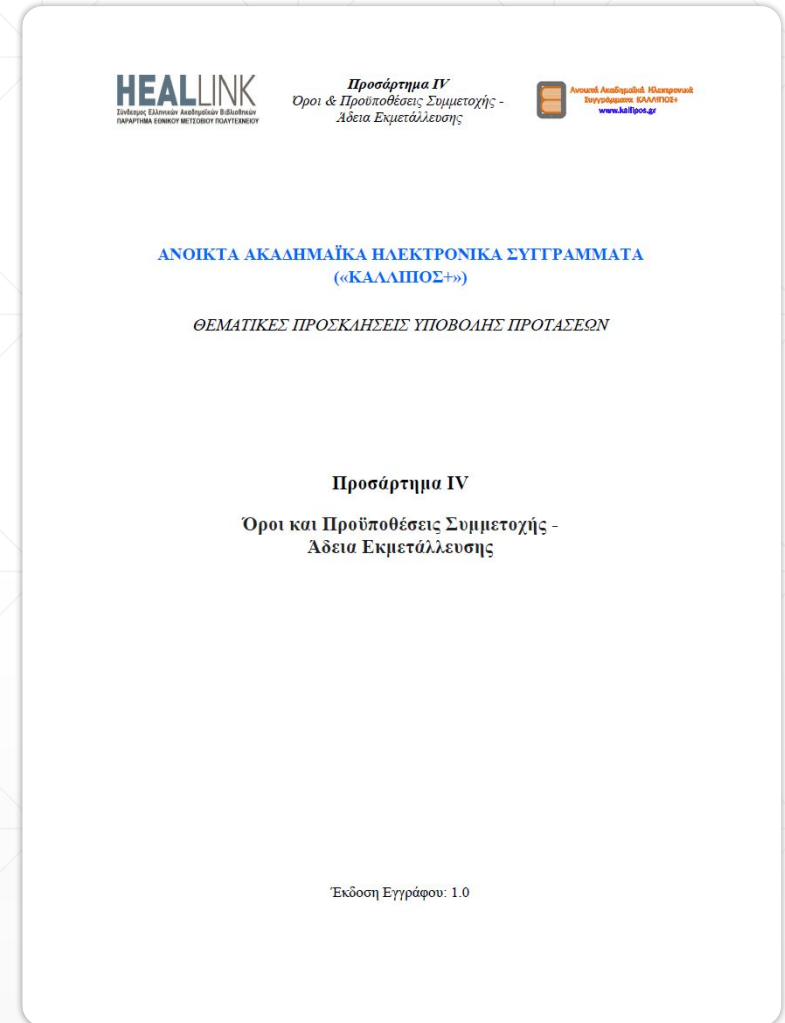 HEALLINK
Σύνδεσμος Ελληνικών Ακαδημαϊκών Βιβλιοθηκών
ΠΑΡΑΡΤΗΜΑ ΕΘΝΙΚΟΥ ΜΕΤΣΟΒΙΟΥ ΠΟΛΥΤΕΧΝΕΙΟΥ
Προσάρτημα IV
Όροι & Προϋποθέσεις Συμμετοχής -
Άδεια Εκμετάλλευσης
Ανοικτά Ακαδημαϊκά Ηλεκτρονικά
Συγγράμματα ΚΑΛΛΙΠΟΣ+
www.kallipos.gr
ΑΝΟΙΚΤΑ ΑΚΑΔΗΜΑΪΚΑ ΗΛΕΚΤΡΟΝΙΚΑ ΣΥΓΓΡΑΜΜΑΤΑ
(«ΚΑΛΛΙΠΟΣ+»)
ΘΕΜΑΤΙΚΕΣ ΠΡΟΣΚΛΗΣΕΙΣ ΥΠΟΒΟΛΗΣ ΠΡΟΤΑΣΕΩΝ
Προσάρτημα IV
Όροι και Προϋποθέσεις Συμμετοχής -
Άδεια Εκμετάλλευσης
Έκδοση Εγγράφου: 1.0